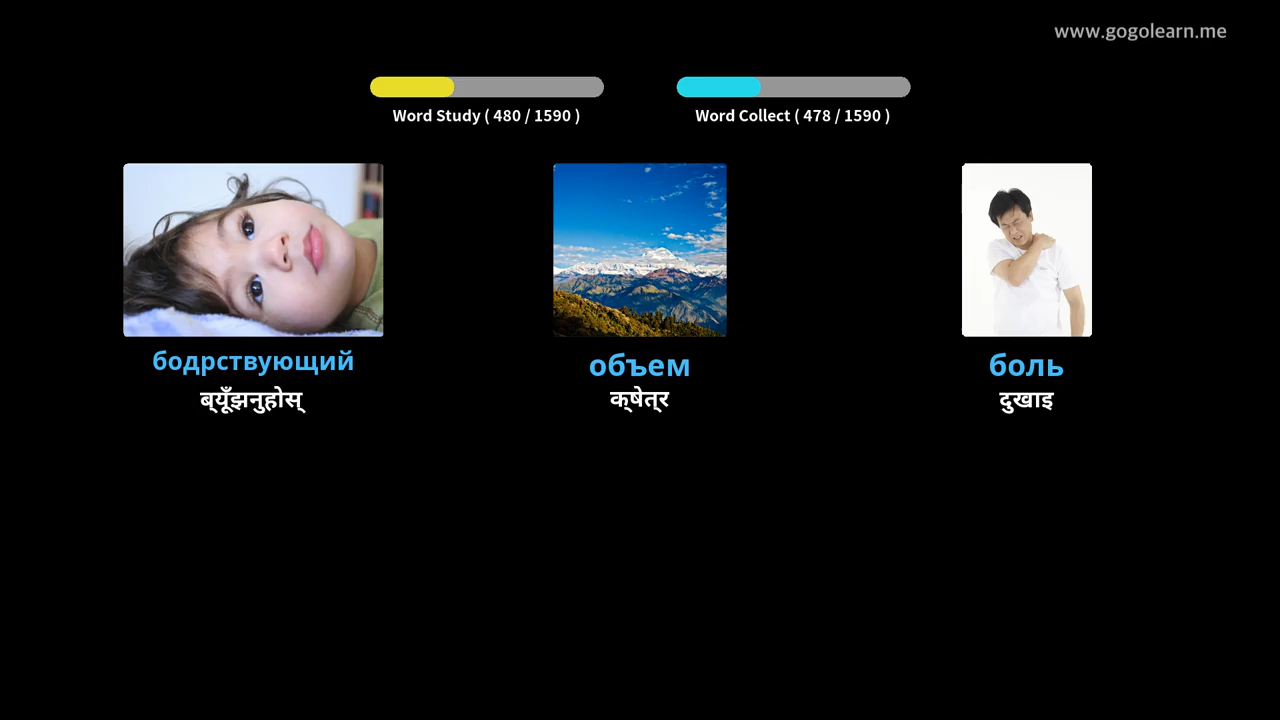 www.gogolearn.me
Word Study ( 480 / 1590 )
Word Collect ( 478 / 1590 )
бодрствующий
объем
боль
ब्यूँझनुहोस्
क्षेत्र
दुखाइ